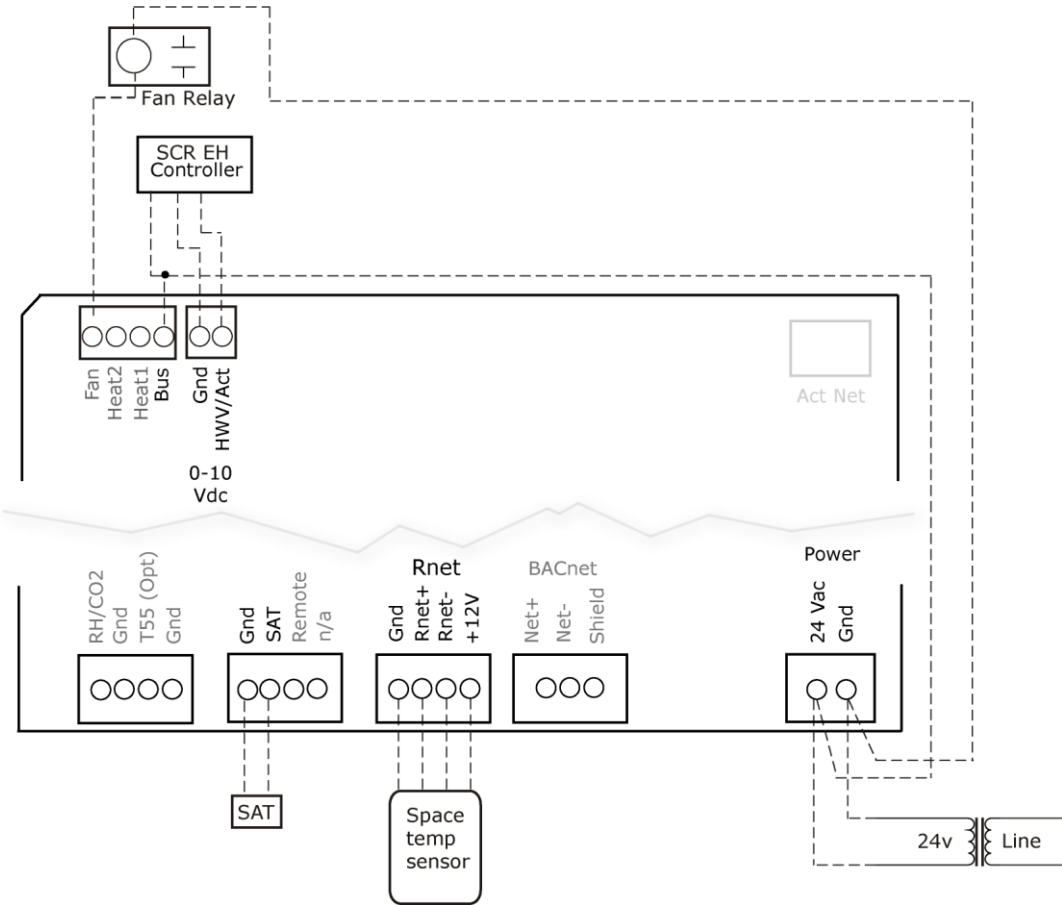 Fan Relay
SCR EH
Controller
Fan
Heat2
Heat1
Bus
Gnd
HWV/Act
0-10
Vdc
Act Net
RH/CO2
Gnd
T55 (Opt)
Gnd
Gnd
SAT
Remote
n/a
Rnet
Gnd
Rnet+
Rnet-
+12V
BACnet
Net+
Net-
Shield
Power
24 Vac
Gnd
SAT
Space
temp
sensor
24v
Line